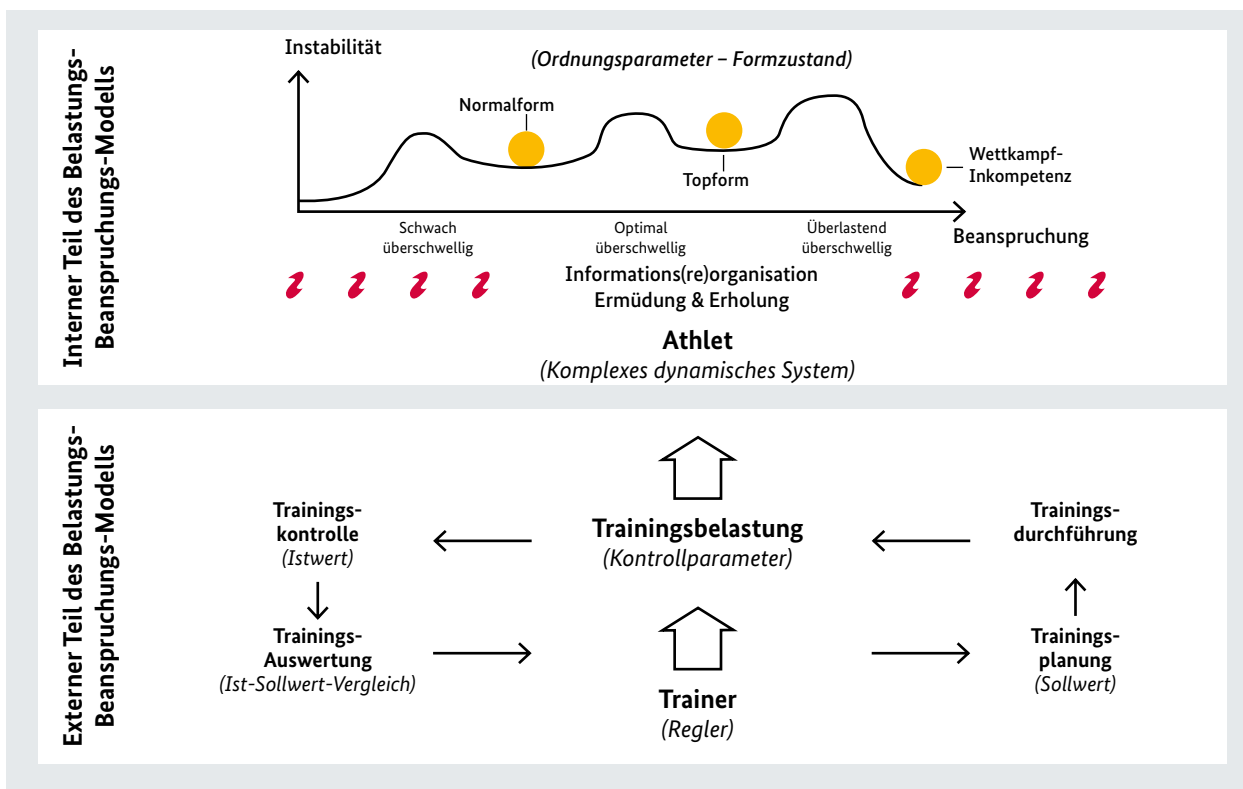 Interner Teil des Belastungs-
Beanspruchungs-Modells
Instabilität
(Ordnungsparameter – Formzustand)
Normalform
Topform
Wettkampf-
Inkompetenz
Schwach
überschwellig
Optimal
überschwellig
Überlastend
überschwellig
Beanspruchung
Informations(re)organisation
Ermüdung & Erholung
Athlet
(Komplexes dynamisches System)
Externer Teil des Belastungs-
Beanspruchungs-Modells
Trainings-
kontrolle
(Istwert)
Trainingsbelastung
(Kontrollparameter)
Trainings-
durchführung
Trainings-
Auswertung
(Ist-Sollwert-Vergleich)
Trainer
(Regler)
Trainings-
planung
(Sollwert)